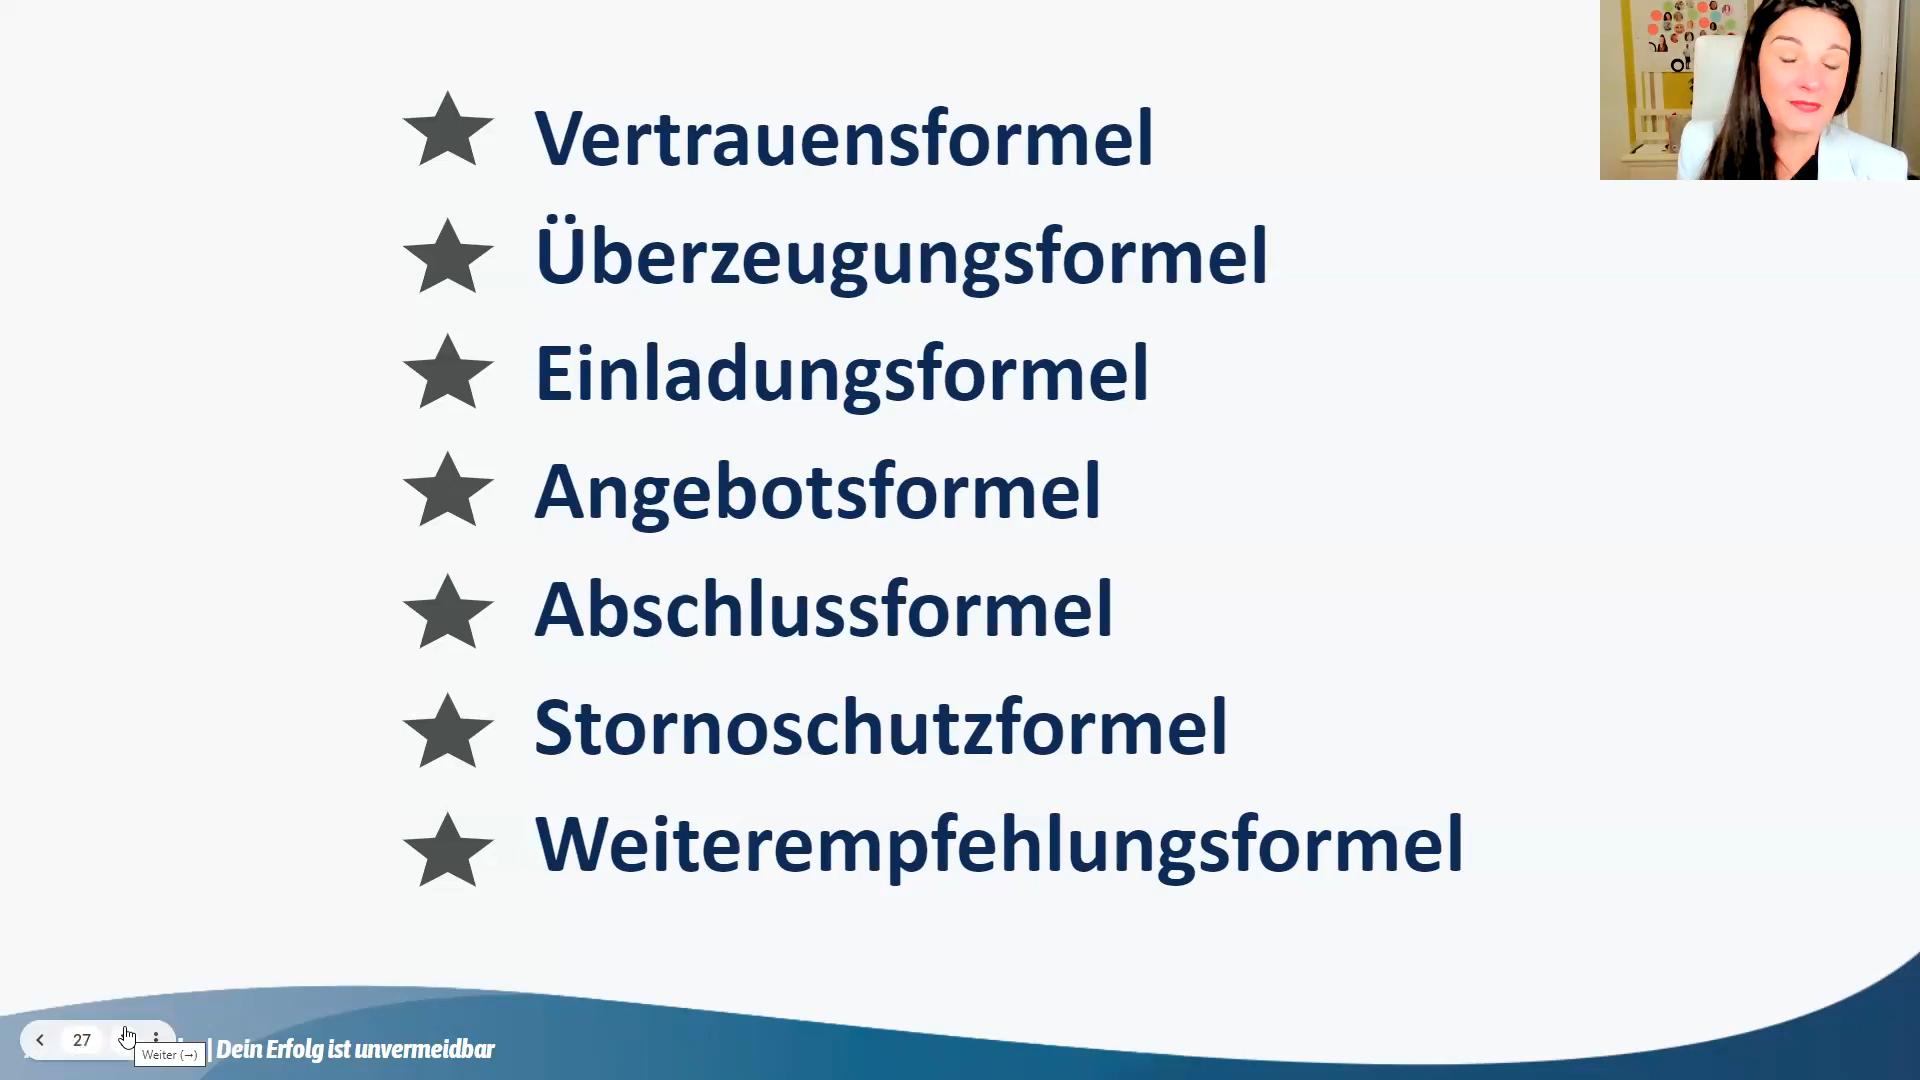 Vertrauensformel
Überzeugungsformel
Einladungsformel
Angebotsformel
Abschlussformel
Stornoschutzformel
Weiterempfehlungsformel
27
| Dein Erfolg ist unvermeidbar
Weiter (→)